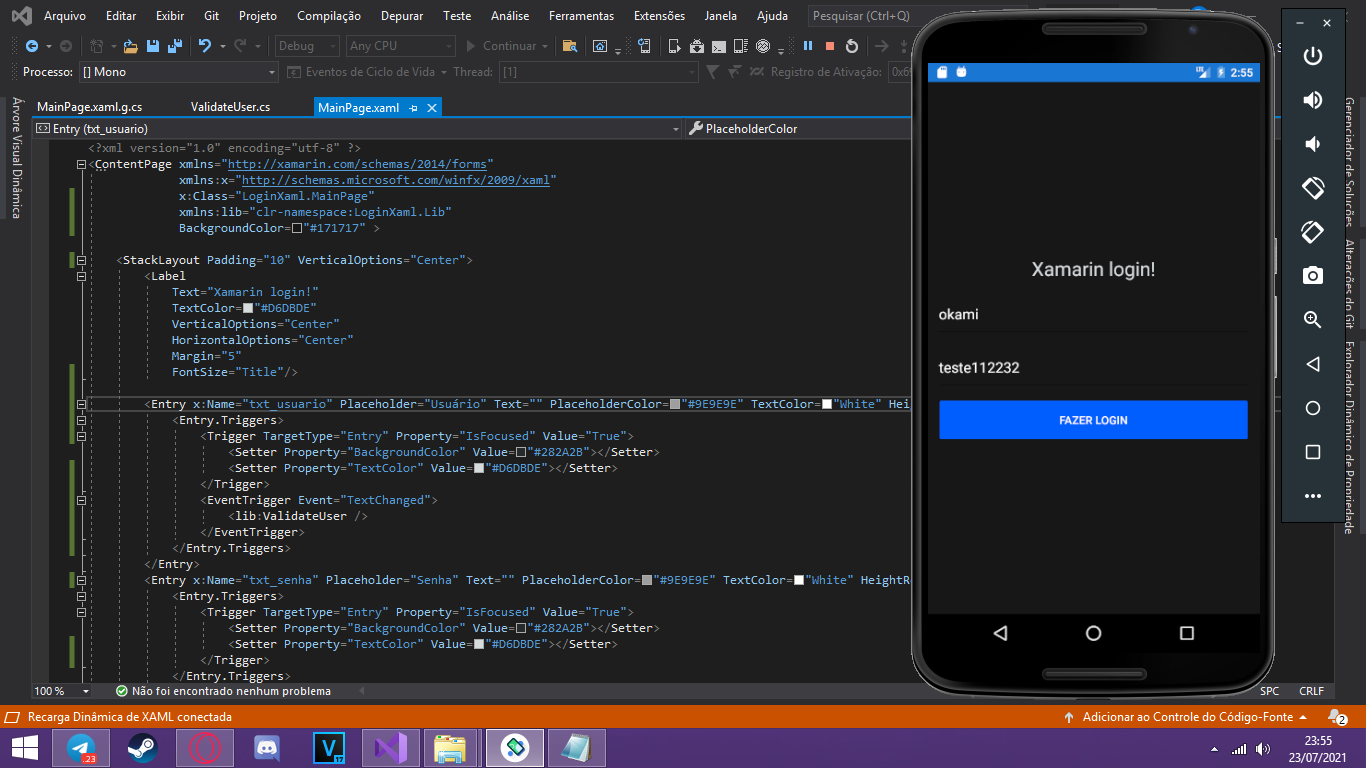 Arquivo Editar Exibir Git Projeto Compilação Depurar Teste Análise Ferramentas Extensões Janela Ajuda Pesquisar (Ctrl+Q)
Debug Any CPU Continuar
Processo: [] Mono Eventos de Ciclo de Vida Thread: [1] Registro de Ativação:
MainPage.xaml.g.cs ValidateUser.cs MainPage.xaml
Entry (txt_usuario) PlaceholderColor
Árvore Visual Dinâmica
<?xml version="1.0" encoding="utf-8" ?>
<ContentPage xmlns="http://xamarin.com/schemas/2014/forms"
xmlns:x="http://schemas.microsoft.com/winfx/2009/xaml"
x:Class="LoginXaml.MainPage"
xmlns:lib="clr-namespace:LoginXaml.Lib"
BackgroundColor="#171717" >
<StackLayout Padding="10" VerticalOptions="Center">
<Label
Text="Xamarin login!"
TextColor="#D6DBDE"
VerticalOptions="Center"
HorizontalOptions="Center"
Margin="5"
FontSize="Title"/>
<Entry x:Name="txt_usuario" Placeholder="Usuário" Text="" PlaceholderColor="#9E9E9E" TextColor="White" Hei
<Entry.Triggers>
<Trigger TargetType="Entry" Property="IsFocused" Value="True">
<Setter Property="BackgroundColor" Value="#282A2B"></Setter>
<Setter Property="TextColor" Value="#D6DBDE"></Setter>
</Trigger>
<EventTrigger Event="TextChanged">
<lib:ValidateUser />
</EventTrigger>
</Entry.Triggers>
</Entry>
<Entry x:Name="txt_senha" Placeholder="Senha" Text="" PlaceholderColor="#9E9E9E" TextColor="White" HeightR
<Entry.Triggers>
<Trigger TargetType="Entry" Property="IsFocused" Value="True">
<Setter Property="BackgroundColor" Value="#282A2B"></Setter>
<Setter Property="TextColor" Value="#D6DBDE"></Setter>
</Trigger>
</Entry.Triggers>
2:55
Xamarin login!
okami
teste112232
FAZER LOGIN
Gerenciador de Soluções
Alterações do Git
Explorador Dinâmico de Propriedade
100 % Não foi encontrado nenhum problema SPC CRLF
Recarga Dinâmica de XAML conectada Adicionar ao Controle do Código-Fonte 2
23 17
23:55
23/07/2021